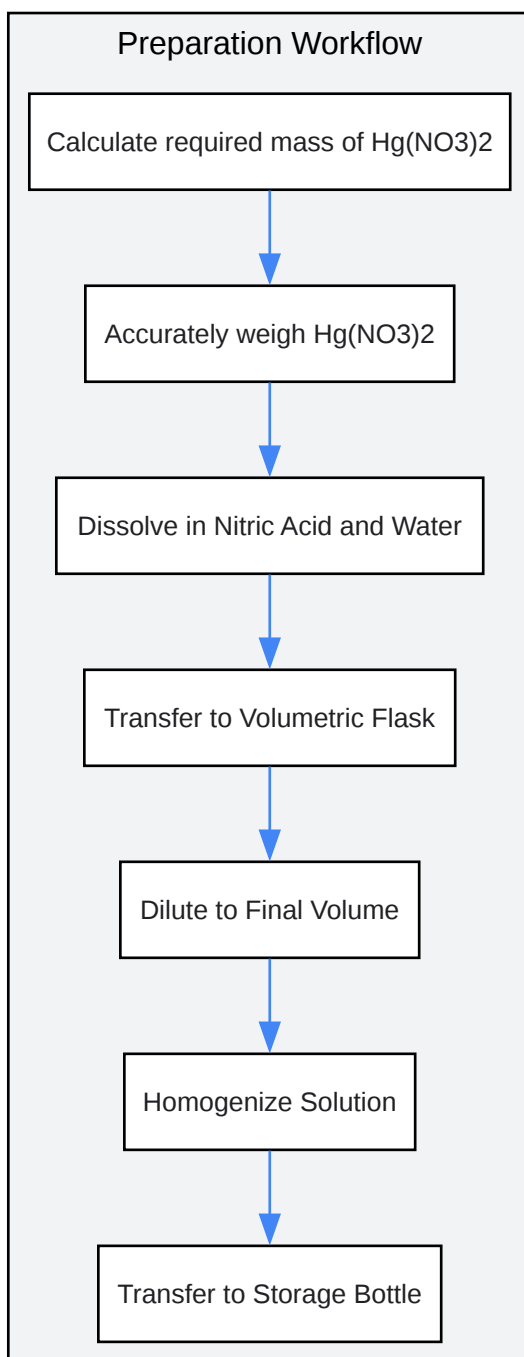 Preparation Workflow
Calculate required mass of Hg(NO3)2
Accurately weigh Hg(NO3)2
Dissolve in Nitric Acid and Water
Transfer to Volumetric Flask
Dilute to Final Volume
Homogenize Solution
Transfer to Storage Bottle